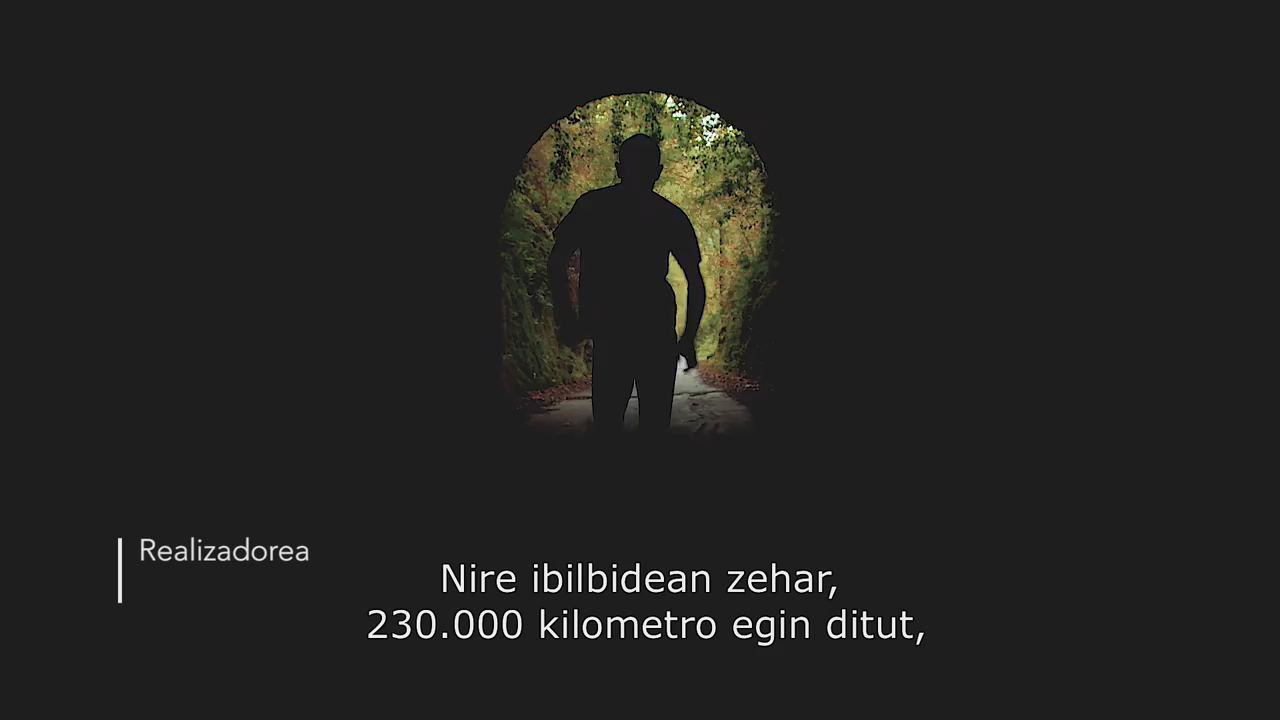 Realizadorea
Nire ibilbidean zehar,
230.000 kilometro egin ditut,